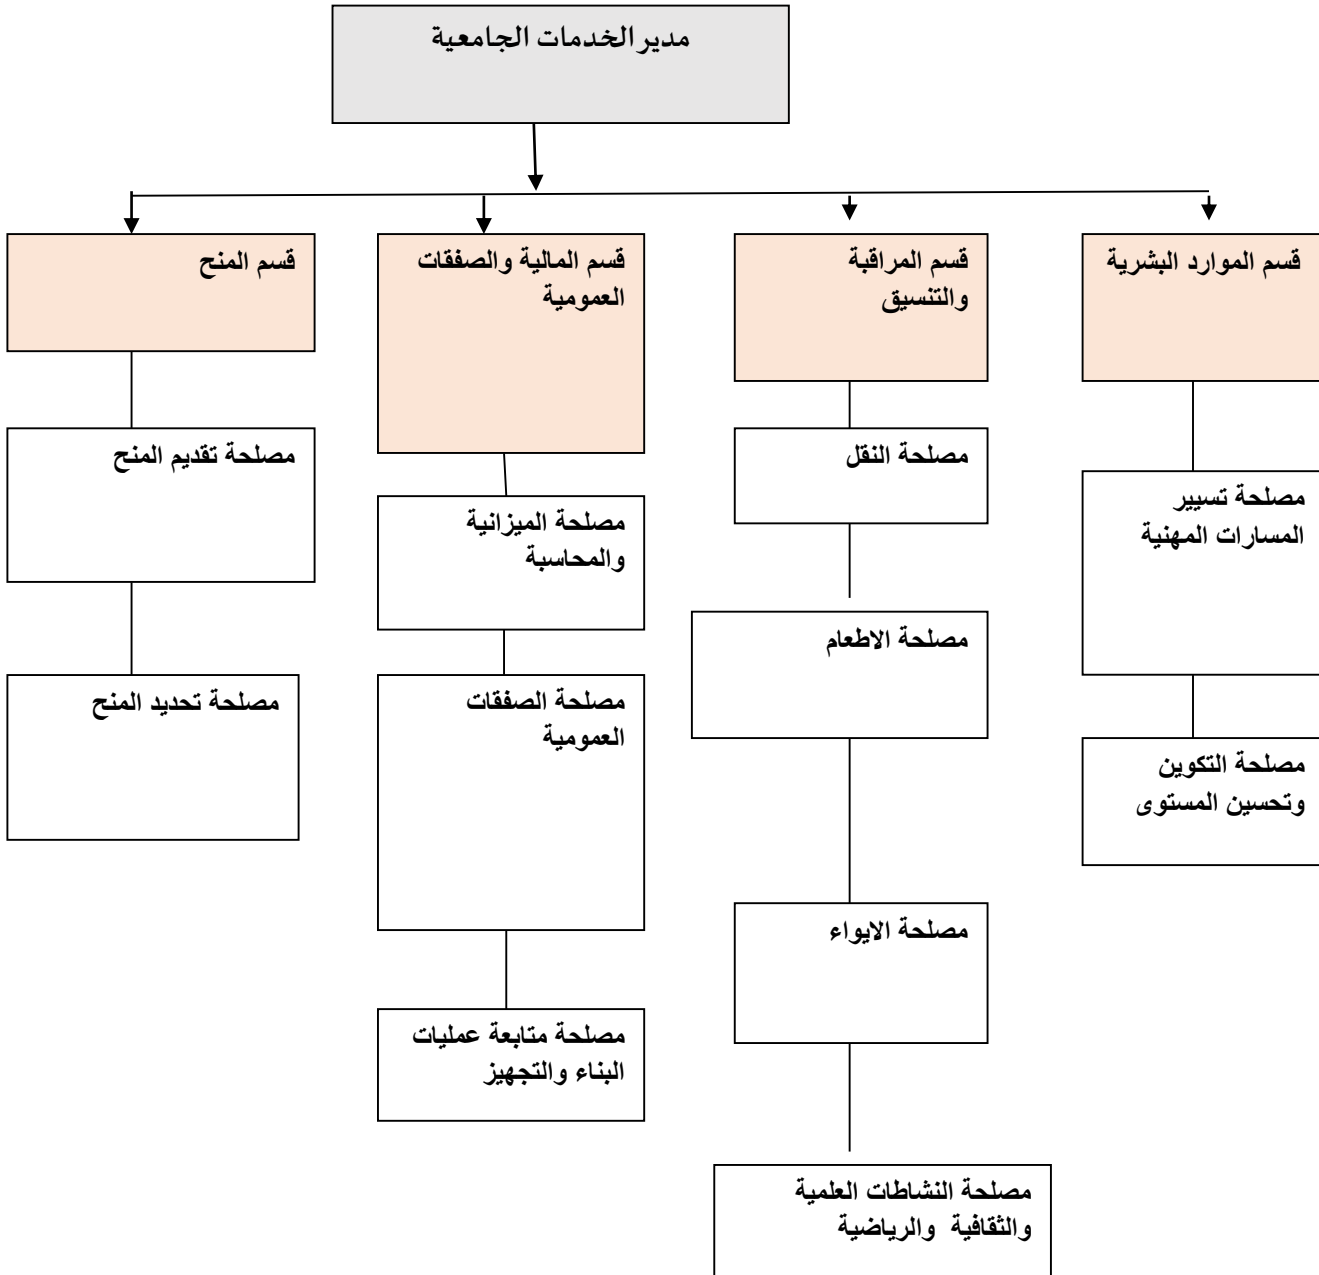 مدير الخدمات الجامعية
قسم الموارد البشرية
قسم المراقبة
والتنسيق
قسم المالية والصفقات
العمومية
قسم المنح
مصلحة تسيير
المسارات المهنية
مصلحة التكوين
وتحسين المستوى
مصلحة النقل
مصلحة الاطعام
مصلحة الايواء
مصلحة النشاطات العلمية
والثقافية والرياضية
مصلحة الميزانية
والمحاسبة
مصلحة الصفقات
العمومية
مصلحة متابعة عمليات
البناء والتجهيز
مصلحة تقديم المنح
مصلحة تحديد المنح